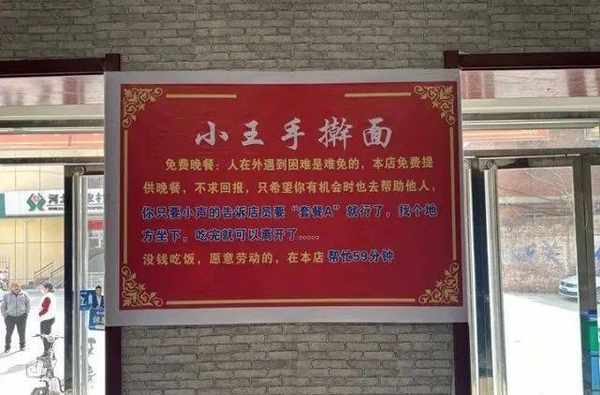 小王手擀面
免费晚餐：人在外遇到困难是难免的，本店免费提
供晚餐，不求回报，只希望你有机会时也去帮助他人，
你只要小声的告诉店员要“套餐A”就行了，找个地
方坐下，吃完就可以离开了……
没钱吃饭，愿意劳动的，在本店 帮忙59分钟